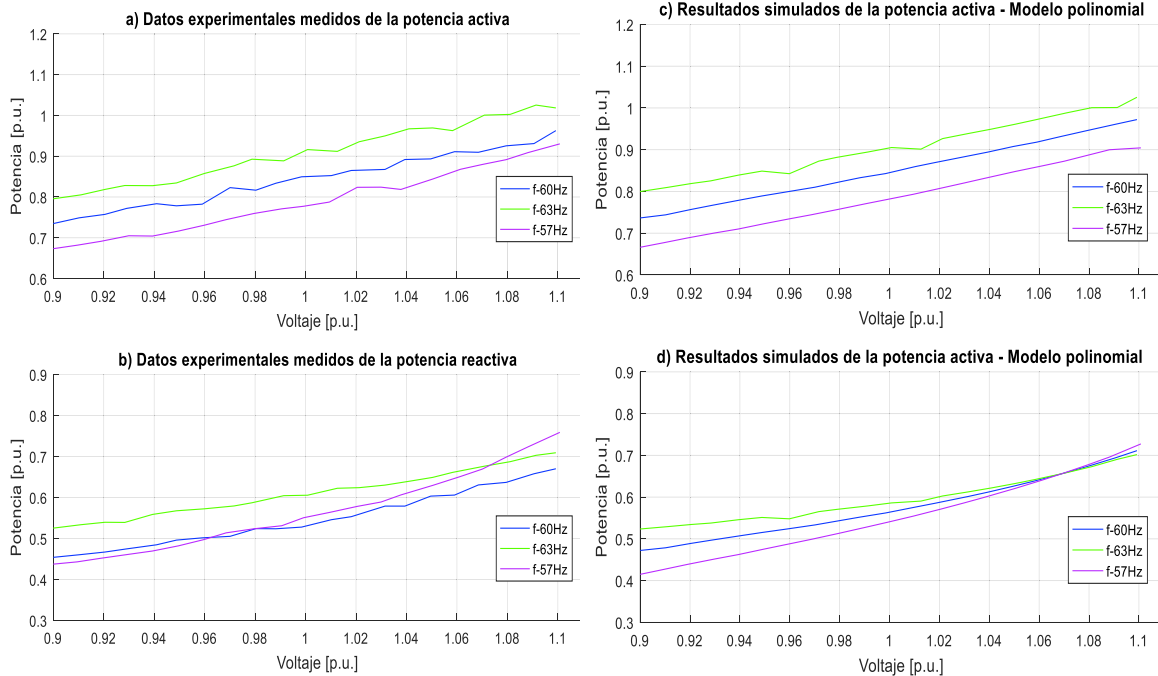 a) Datos experimentales medidos de la potencia activa
Potencia [p.u.]
1.2
1.1
1
0.9
0.8
0.7
0.6
0.9 0.92 0.94 0.96 0.98 1 1.02 1.04 1.06 1.08 1.1
Voltaje [p.u.]
f-60Hz
f-63Hz
f-57Hz
c) Resultados simulados de la potencia activa - Modelo polinomial
Potencia [p.u.]
1.2
1.1
1
0.9
0.8
0.7
0.6
0.9 0.92 0.94 0.96 0.98 1 1.02 1.04 1.06 1.08 1.1
Voltaje [p.u.]
f-60Hz
f-63Hz
f-57Hz
b) Datos experimentales medidos de la potencia reactiva
Potencia [p.u.]
0.9
0.8
0.7
0.6
0.5
0.4
0.3
0.9 0.92 0.94 0.96 0.98 1 1.02 1.04 1.06 1.08 1.1
Voltaje [p.u.]
f-60Hz
f-63Hz
f-57Hz
d) Resultados simulados de la potencia activa - Modelo polinomial
Potencia [p.u.]
0.9
0.8
0.7
0.6
0.5
0.4
0.3
0.9 0.92 0.94 0.96 0.98 1 1.02 1.04 1.06 1.08 1.1
Voltaje [p.u.]
f-60Hz
f-63Hz
f-57Hz